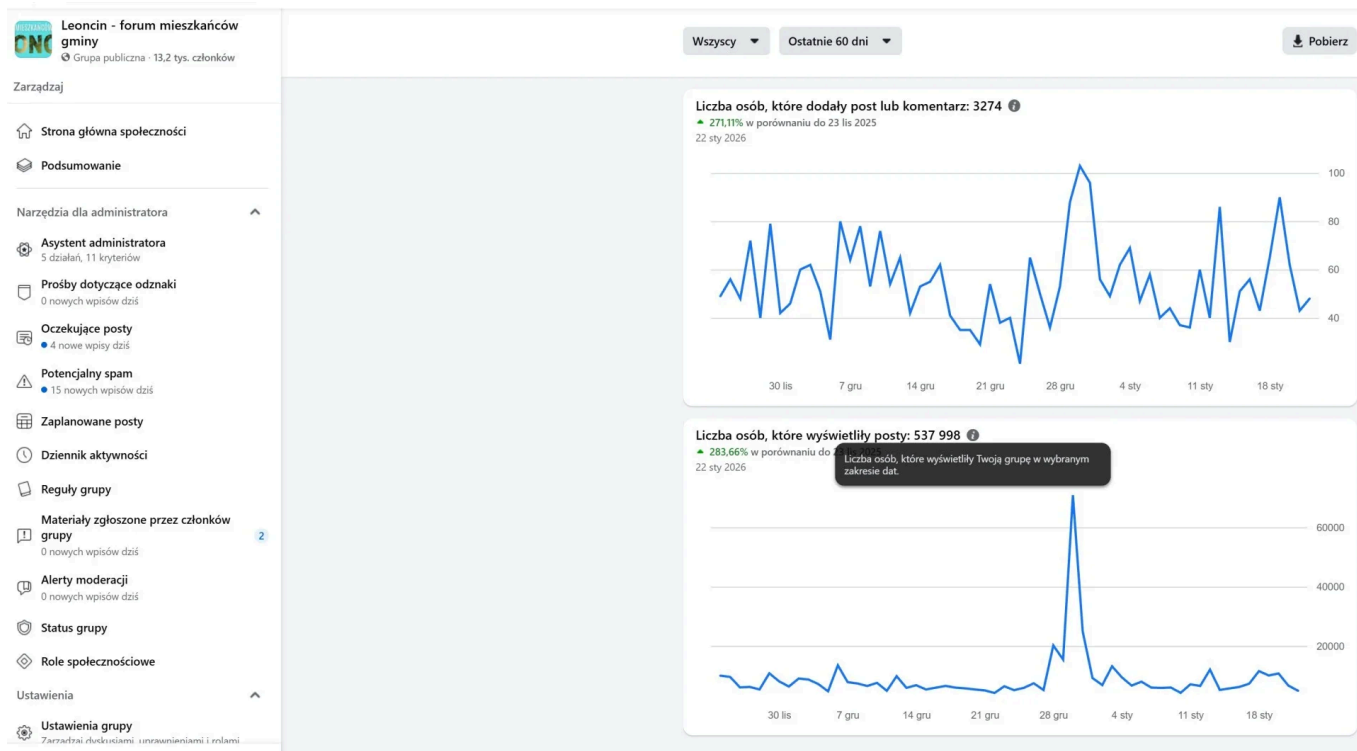 Leoncin - forum mieszkańców
gminy
Grupa publiczna · 13,2 tys. członków
Zarządzaj
Strona główna społeczności
Podsumowanie
Narzędzia dla administratora
Asystent administratora
5 działań, 11 kryteriów
Prośby dotyczące odznaki
0 nowych wpisów dziś
Oczekujące posty
4 nowe wpisy dziś
Potencjalny spam
15 nowych wpisów dziś
Zaplanowane posty
Dziennik aktywności
Reguły grupy
Materiały zgłoszone przez członków
grupy
2
0 nowych wpisów dziś
Alerty moderacji
0 nowych wpisów dziś
Status grupy
Role społecznościowe
Ustawienia
Ustawienia grupy
Zarządzaj dyskusjami, uprawnieniami i rolami
Wszyscy
Ostatnie 60 dni
Pobierz
Liczba osób, które dodały post lub komentarz: 3274
271,11% w porównaniu do 23 lis 2025
22 sty 2026
100
80
60
40
30 lis 7 gru 14 gru 21 gru 28 gru 4 sty 11 sty 18 sty
Liczba osób, które wyświetliły posty: 537 998
283,66% w porównaniu do 23 lis 2025
22 sty 2026
Liczba osób, które wyświetliły Twoją grupę w wybranym
zakresie dat.
60000
40000
20000
30 lis 7 gru 14 gru 21 gru 28 gru 4 sty 11 sty 18 sty